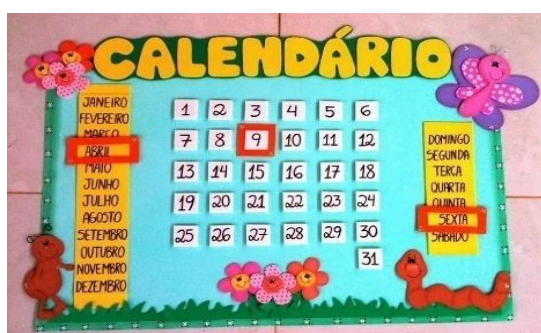 CALENDÁRIO
JANEIRO
FEVEREIRO
MARÇO
ABRIL
MAIO
JUNHO
JULHO
AGOSTO
SETEMBRO
OUTUBRO
NOVEMBRO
DEZEMBRO
1 2 3 4 5 6
7 8 9 10 11 12
13 14 15 16 17 18
19 20 21 22 23 24
25 26 27 28 29 30
31
DOMINGO
SEGUNDA
TERÇA
QUARTA
QUINTA
SEXTA
SÁBADO